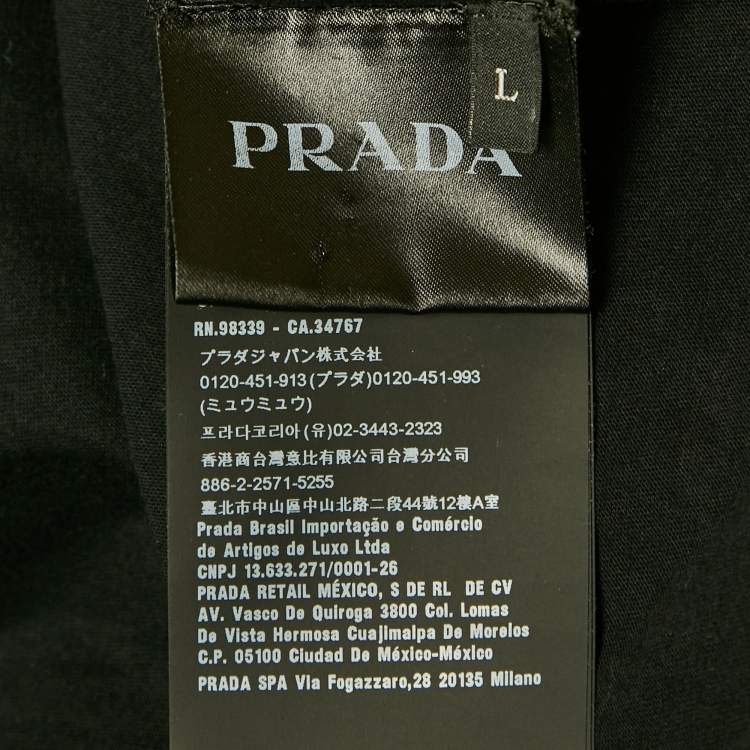 L
PRADA
RN.98339 - CA.34767
プラダジャパン株式会社
0120-451-913(プラダ)0120-451-993
(ミュウミュウ)
프라다코리아(유)02-3443-2323
香港商台灣意比有限公司台灣分公司
886-2-2571-5255
臺北市中山區中山北路二段44號12樓A室
Prada Brasil Importação e Comércio
de Artigos de Luxo Ltda
CNPJ 13.633.271/0001-26
PRADA RETAIL MÉXICO, S DE RL DE CV
AV. Vasco De Quiroga 3800 Col. Lomas
De Vista Hermosa Cuajimalpa De Morelos
C.P. 05100 Ciudad De México-México
PRADA SPA Via Fogazzaro,28 20135 Milano